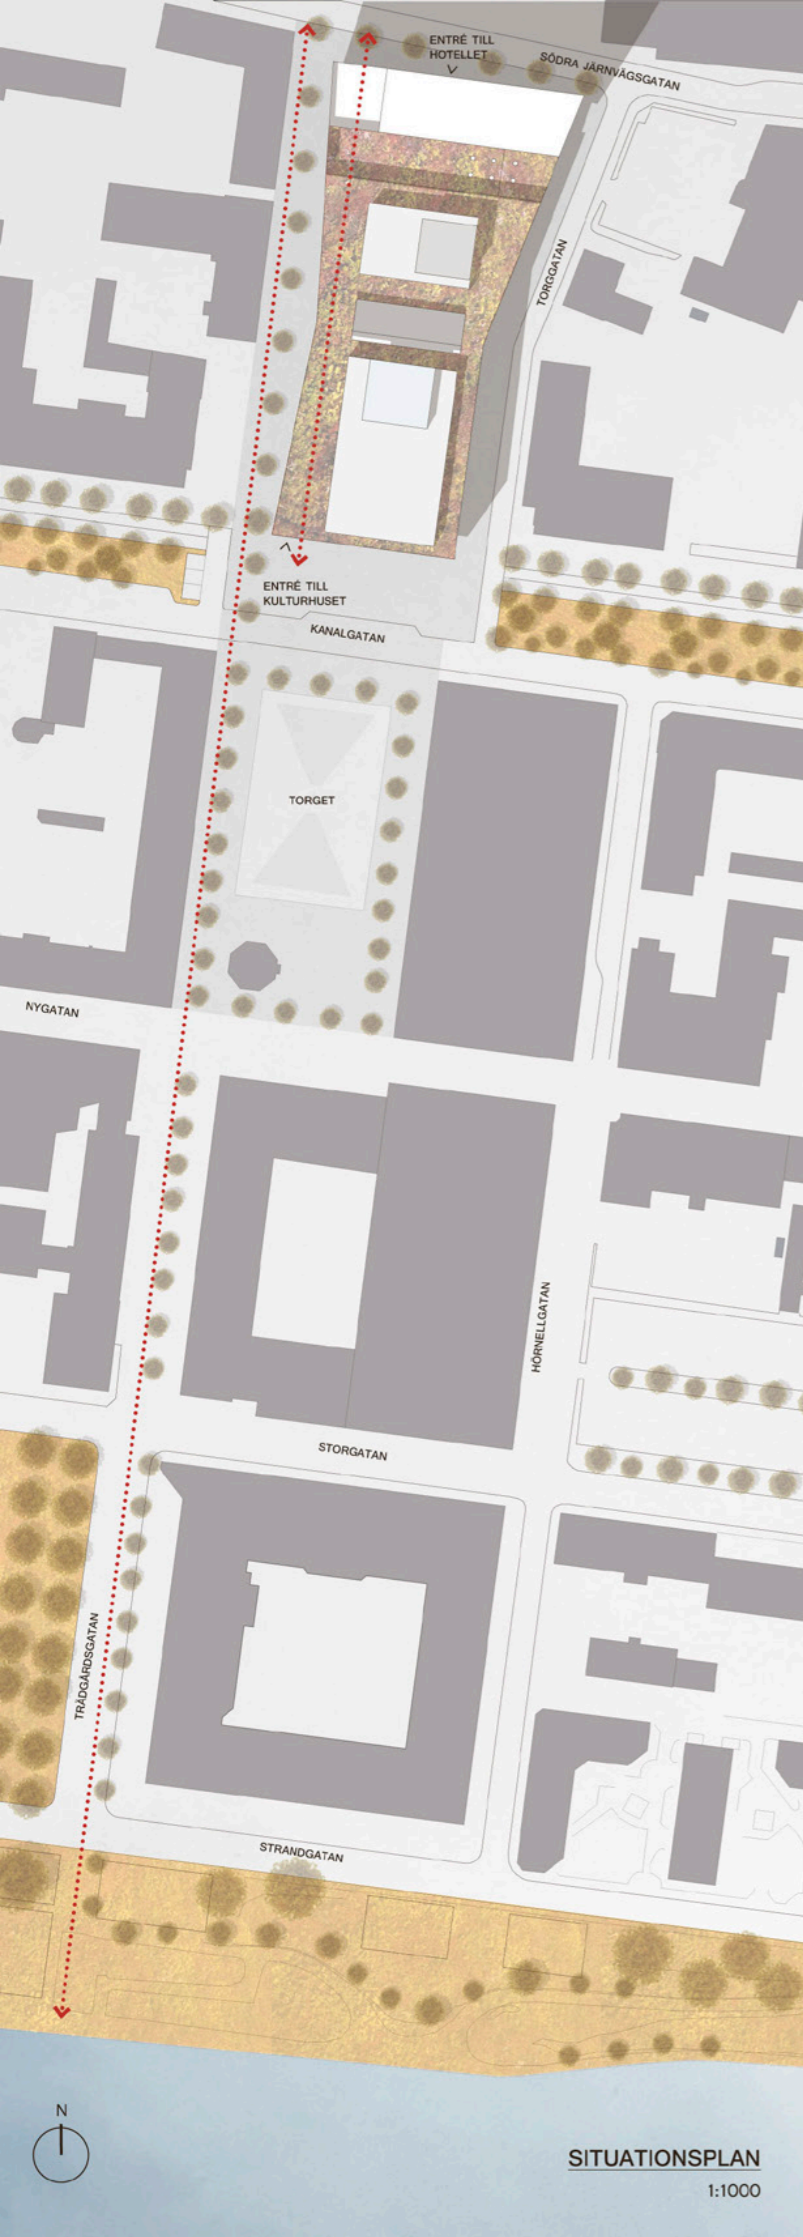 ENTRÉ TILL
HOTELLET
SÖDRA JÄRNVÄGSGATAN
TORGGATAN
ENTRÉ TILL
KULTURHUSET
KANALGATAN
TORGET
NYGATAN
HÖRNELLGATAN
STORGATAN
TRÄDGÅRDSGATAN
STRANDGATAN
N
SITUATIONSPLAN
1:1000